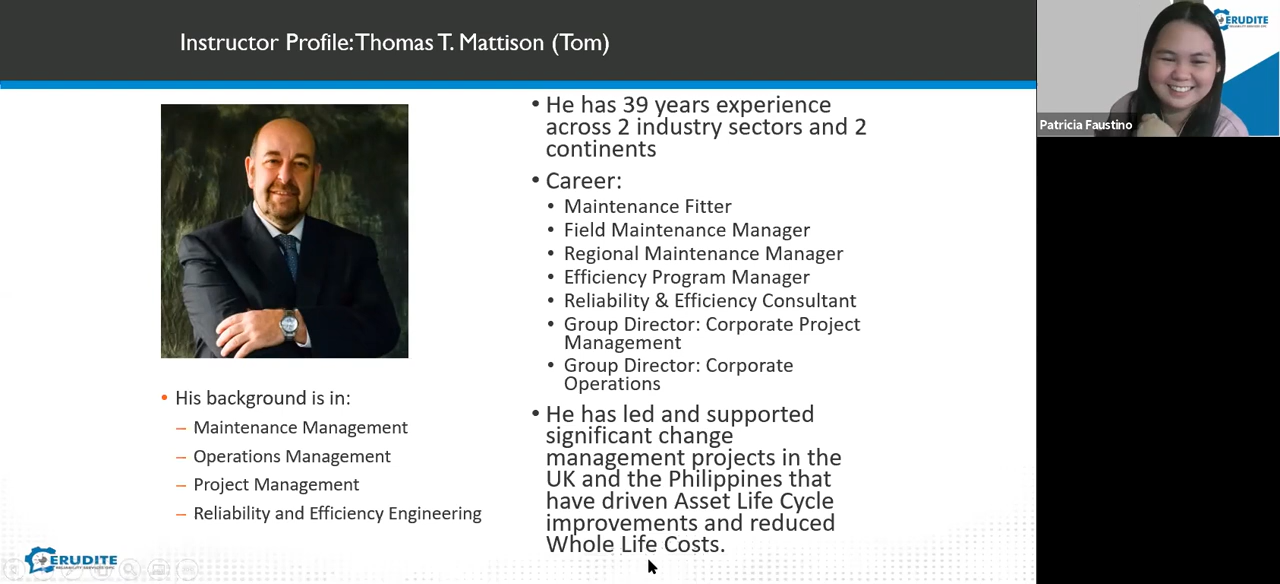 Instructor Profile: Thomas T. Mattison (Tom)
• He has 39 years experience
across 2 industry sectors and 2
continents
• Career:
• Maintenance Fitter
• Field Maintenance Manager
• Regional Maintenance Manager
• Efficiency Program Manager
• Reliability & Efficiency Consultant
• Group Director: Corporate Project
Management
• Group Director: Corporate
Operations
• He has led and supported
significant change
management projects in the
UK and the Philippines that
have driven Asset Life Cycle
improvements and reduced
Whole Life Costs.
• His background is in:
– Maintenance Management
– Operations Management
– Project Management
– Reliability and Efficiency Engineering
ERUDITE
ERUDITE
Patricia Faustino